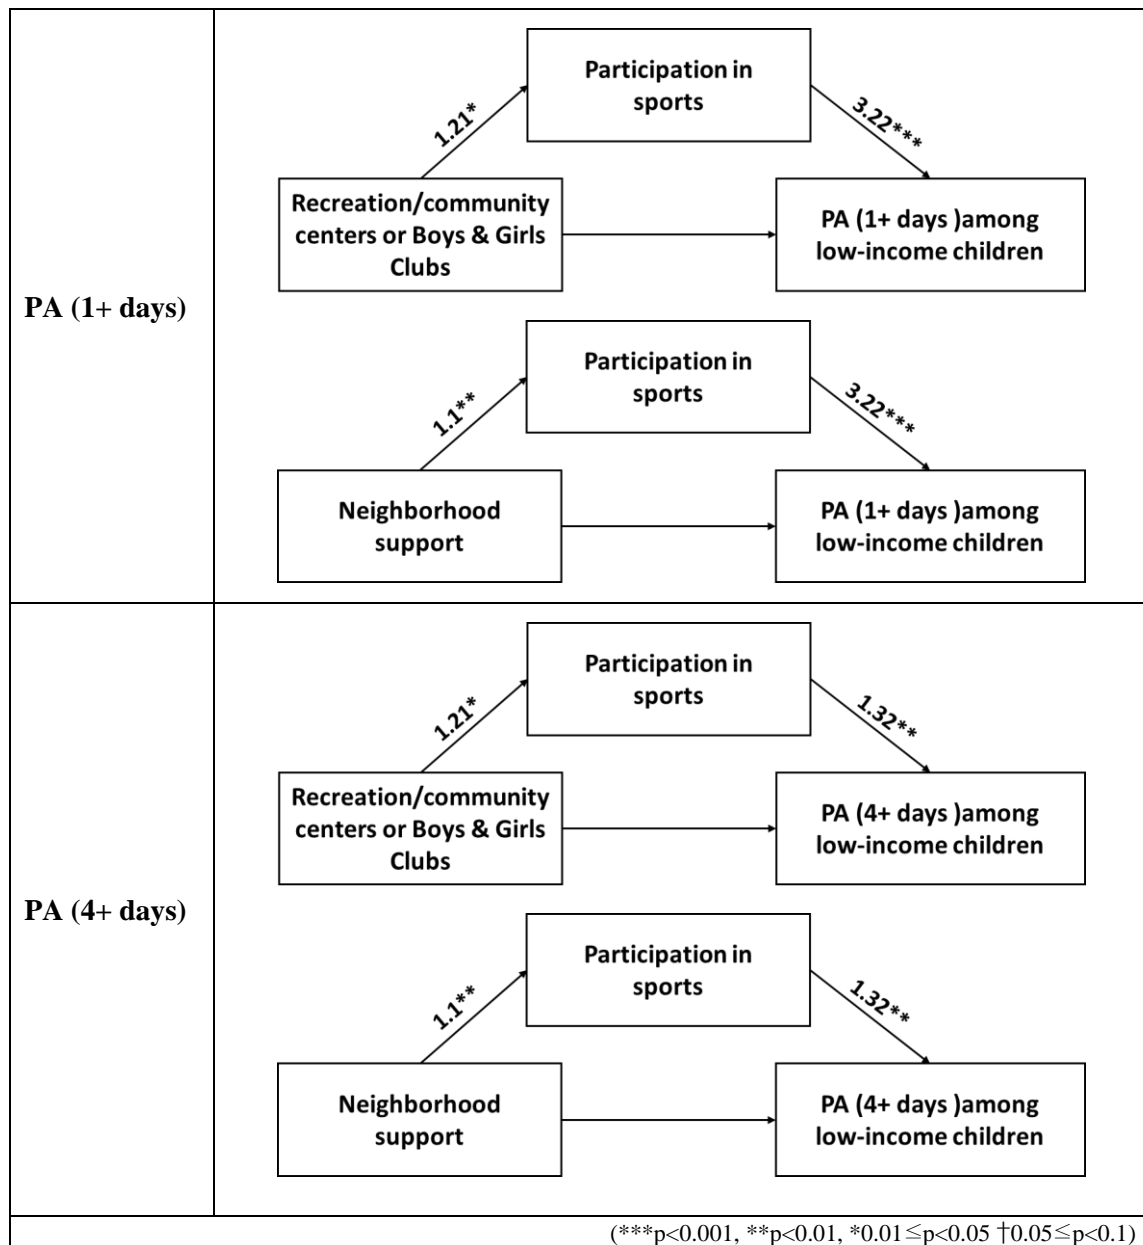 PA (1+ days)
Participation in
sports
1.21*
3.22***
Recreation/community
centers or Boys & Girls
Clubs
PA (1+ days )among
low-income children
Participation in
sports
1.1**
3.22***
Neighborhood
support
PA (1+ days )among
low-income children
PA (4+ days)
Participation in
sports
1.21*
1.32**
Recreation/community
centers or Boys & Girls
Clubs
PA (4+ days )among
low-income children
Participation in
sports
1.1**
1.32**
Neighborhood
support
PA (4+ days )among
low-income children
(***p<0.001, **p<0.01, *0.01≦p<0.05 †0.05≦p<0.1)